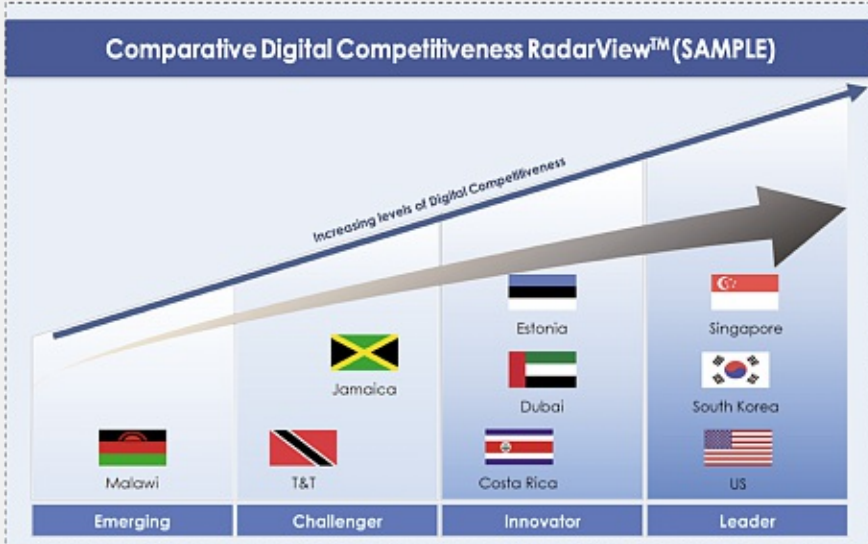 Comparative Digital Competitiveness RadarView™ (SAMPLE)
Increasing levels of Digital Competitiveness
Estonia
Singapore
Jamaica
Dubai
South Korea
Malawi
T&T
Costa Rica
US
Emerging
Challenger
Innovator
Leader